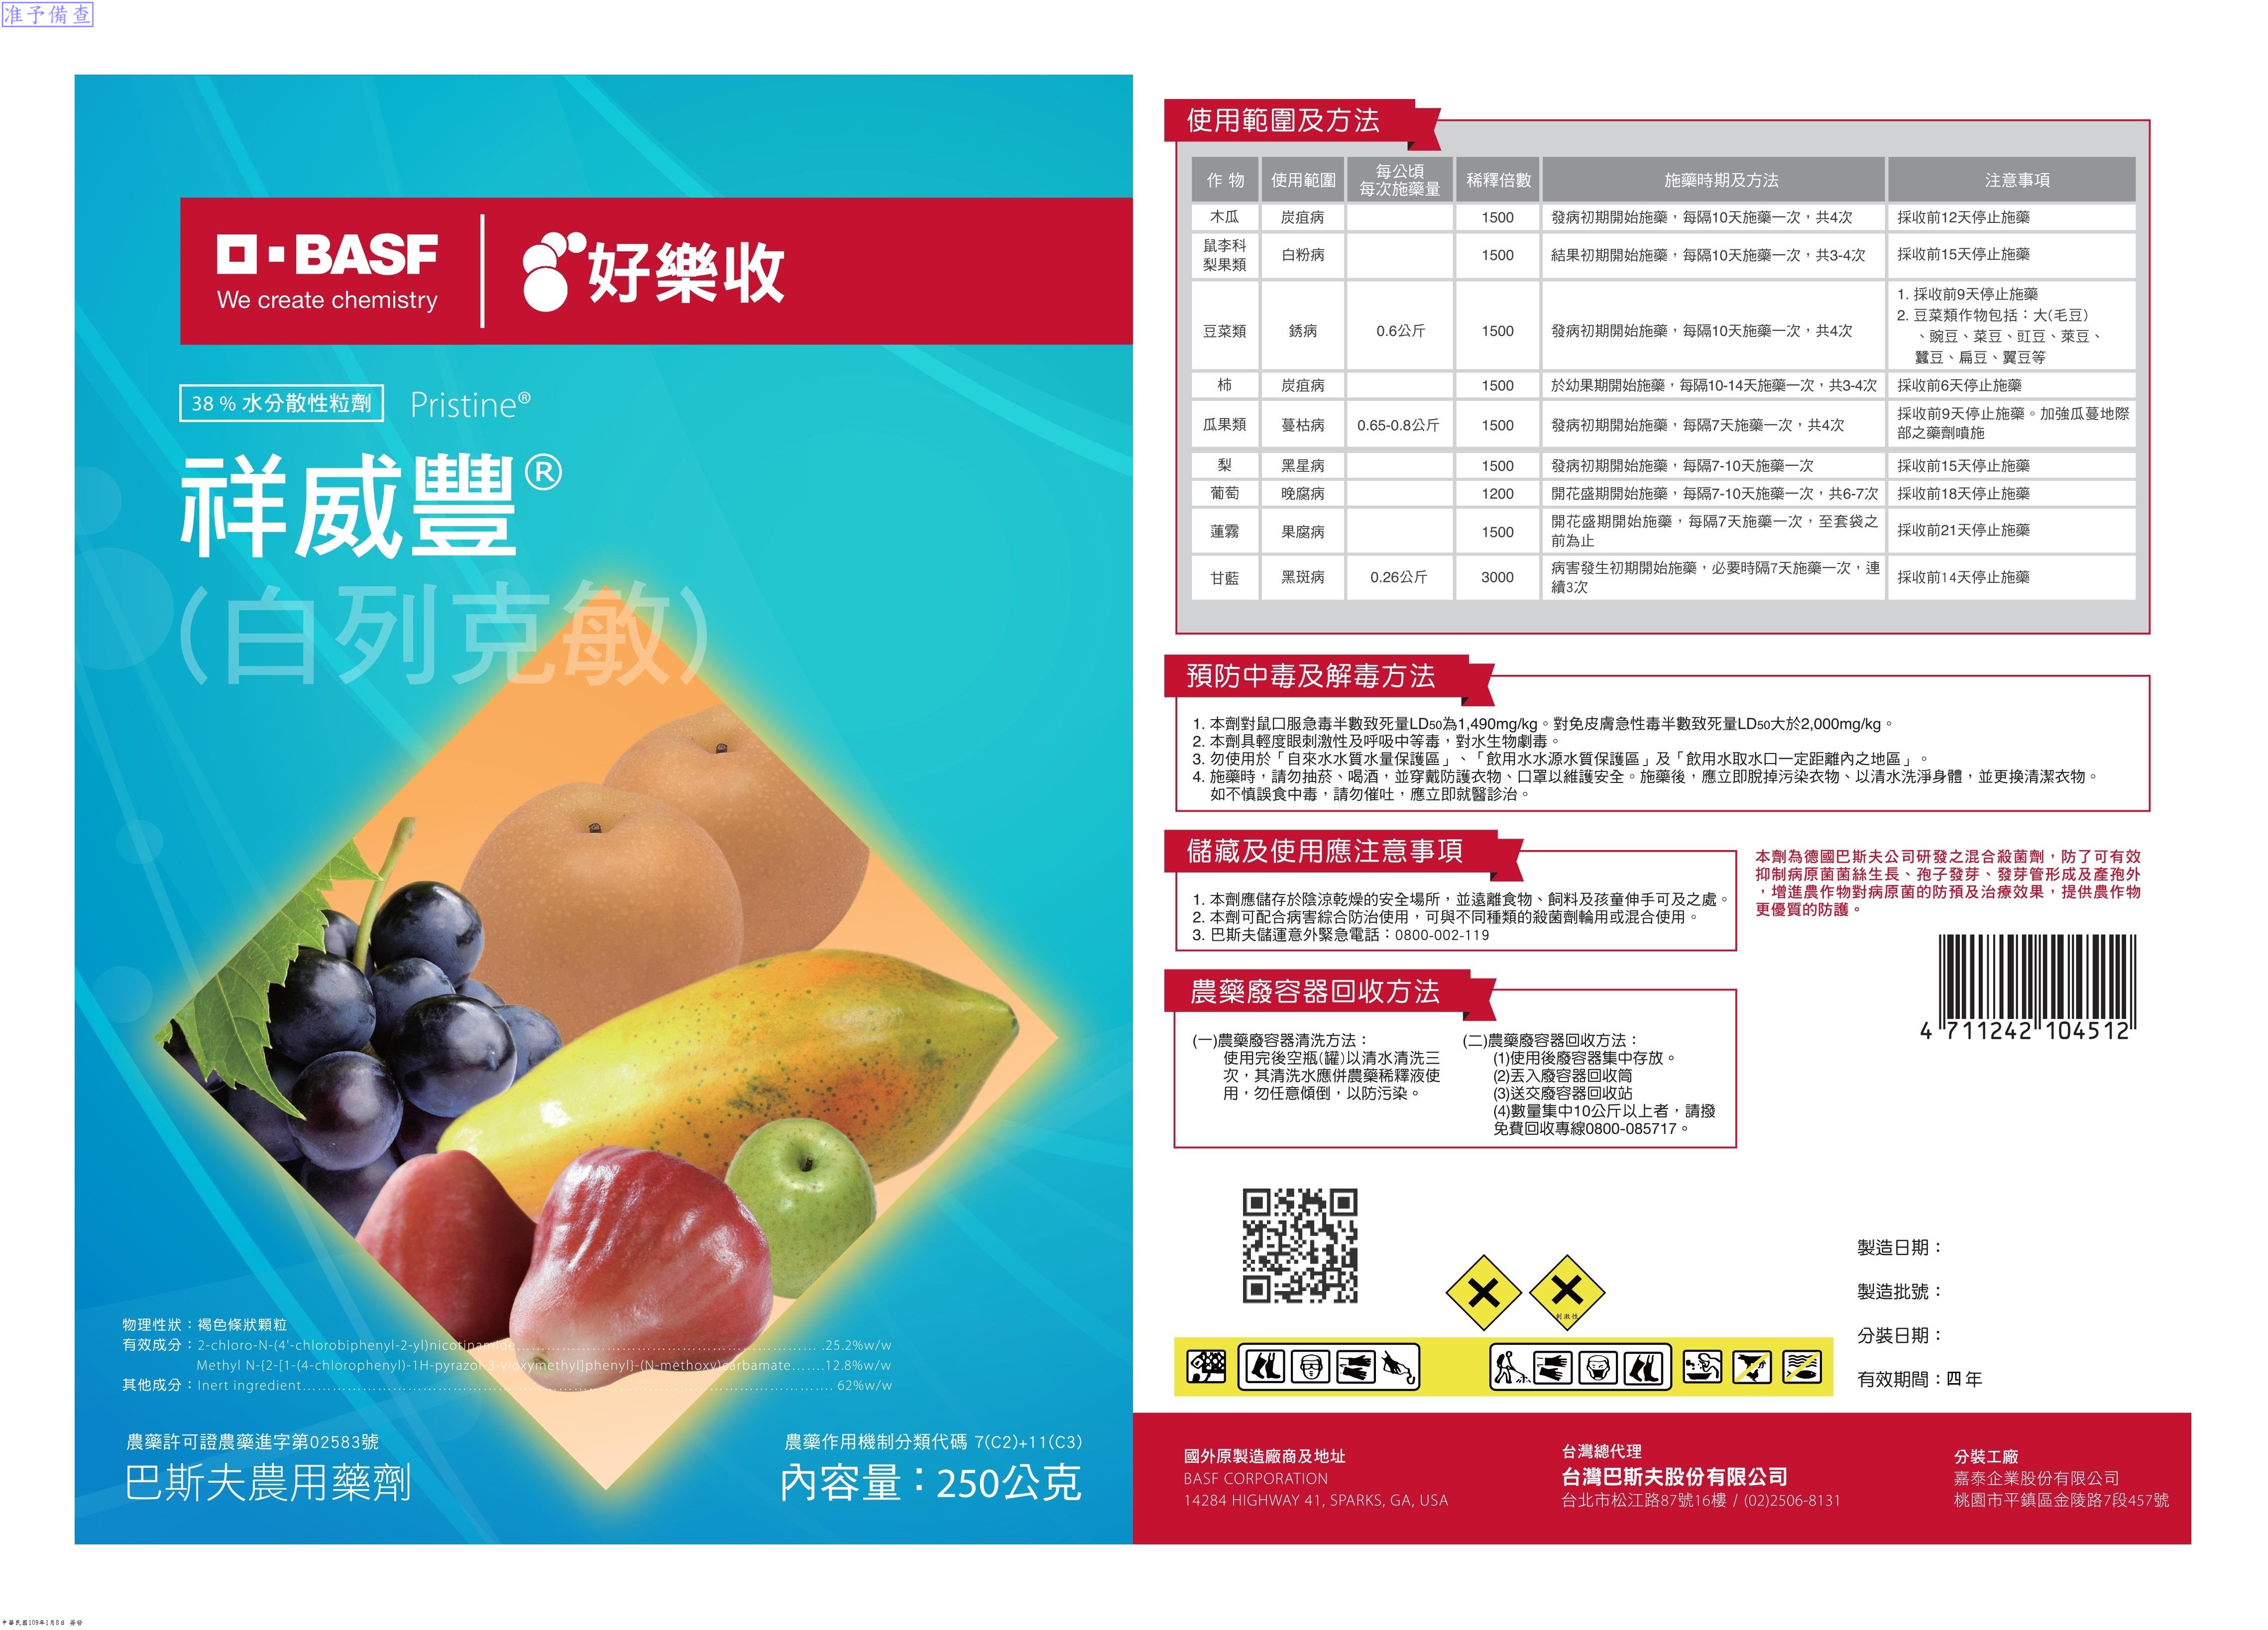 准予備查
BASF
We create chemistry
好樂收
38 % 水分散性粒劑
Pristine®
祥威豐®
(白列克敏)
物理性狀：褐色條狀顆粒
有效成分：2-chloro-N-(4'-chlorobiphenyl-2-yl)nicotinamide.....25.2%w/w
Methyl N-{2-[1-(4-chlorophenyl)-1H-pyrazol-3-yloxymethyl]phenyl}-(N-methoxy)carbamate.......12.8%w/w
其他成分：Inert ingredient..... 62%w/w
農藥許可證農藥進字第02583號
巴斯夫農用藥劑
農藥作用機制分類代碼 7(C2)+11(C3)
內容量：250公克
使用範圍及方法
作 物 使用範圍 每公頃 每次施藥量 稀釋倍數 施藥時期及方法 注意事項
木瓜 炭疽病 1500 發病初期開始施藥，每隔10天施藥一次，共4次 採收前12天停止施藥
鼠李科
梨果類 白粉病 1500 結果初期開始施藥，每隔10天施藥一次，共3-4次 採收前15天停止施藥
豆菜類 銹病 0.6公斤 1500 發病初期開始施藥，每隔10天施藥一次，共4次
1. 採收前9天停止施藥
2. 豆菜類作物包括：大(毛豆)
、豌豆、菜豆、豇豆、萊豆、
蠶豆、扁豆、翼豆等
柿 炭疽病 1500 於幼果期開始施藥，每隔10-14天施藥一次，共3-4次 採收前6天停止施藥
瓜果類 蔓枯病 0.65-0.8公斤 1500 發病初期開始施藥，每隔7天施藥一次，共4次 採收前9天停止施藥。加強瓜蔓地際
部之藥劑噴施
梨 黑星病 1500 發病初期開始施藥，每隔7-10天施藥一次 採收前15天停止施藥
葡萄 晚腐病 1200 開花盛期開始施藥，每隔7-10天施藥一次，共6-7次 採收前18天停止施藥
蓮霧 果腐病 1500 開花盛期開始施藥，每隔7天施藥一次，至套袋之
前為止 採收前21天停止施藥
甘藍 黑斑病 0.26公斤 3000 病害發生初期開始施藥，必要時隔7天施藥一次，連
續3次 採收前14天停止施藥
預防中毒及解毒方法
1. 本劑對鼠口服急毒半數致死量LD50為1,490mg/kg。對免皮膚急性毒半數致死量LD50大於2,000mg/kg。
2. 本劑具輕度眼刺激性及呼吸中等毒，對水生物劇毒。
3. 勿使用於「自來水水質水量保護區」、「飲用水水源水質保護區」及「飲用水取水口一定距離內之地區」。
4. 施藥時，請勿抽菸、喝酒，並穿戴防護衣物、口罩以維護安全。施藥後，應立即脫掉污染衣物、以清水洗淨身體，並更換清潔衣物。
如不慎誤食中毒，請勿催吐，應立即就醫診治。
儲藏及使用應注意事項
1. 本劑應儲存於陰涼乾燥的安全場所，並遠離食物、飼料及孩童伸手可及之處。
2. 本劑可配合病害綜合防治使用，可與不同種類的殺菌劑輪用或混合使用。
3. 巴斯夫儲運意外緊急電話：0800-002-119
本劑為德國巴斯夫公司研發之混合殺菌劑，防了可有效
抑制病原菌菌絲生長、孢子發芽、發芽管形成及產孢外
，增進農作物對病原菌的防預及治療效果，提供農作物
更優質的防護。
4 711242 104512
農藥廢容器回收方法
(一)農藥廢容器清洗方法：
使用完後空瓶(罐)以清水清洗三
次，其清洗水應併農藥稀釋液使
用，勿任意傾倒，以防污染。
(二)農藥廢容器回收方法：
(1)使用後廢容器集中存放。
(2)丟入廢容器回收筒
(3)送交廢容器回收站
(4)數量集中10公斤以上者，請撥
免費回收專線0800-085717。
刺激性
製造日期：
製造批號：
分裝日期：
有效期間：四年
國外原製造廠商及地址
BASF CORPORATION
14284 HIGHWAY 41, SPARKS, GA, USA
台灣總代理
台灣巴斯夫股份有限公司
台北市松江路87號16樓 / (02)2506-8131
分裝工廠
嘉泰企業股份有限公司
桃園市平鎮區金陵路7段457號
中華民國109年1月8日 簽發